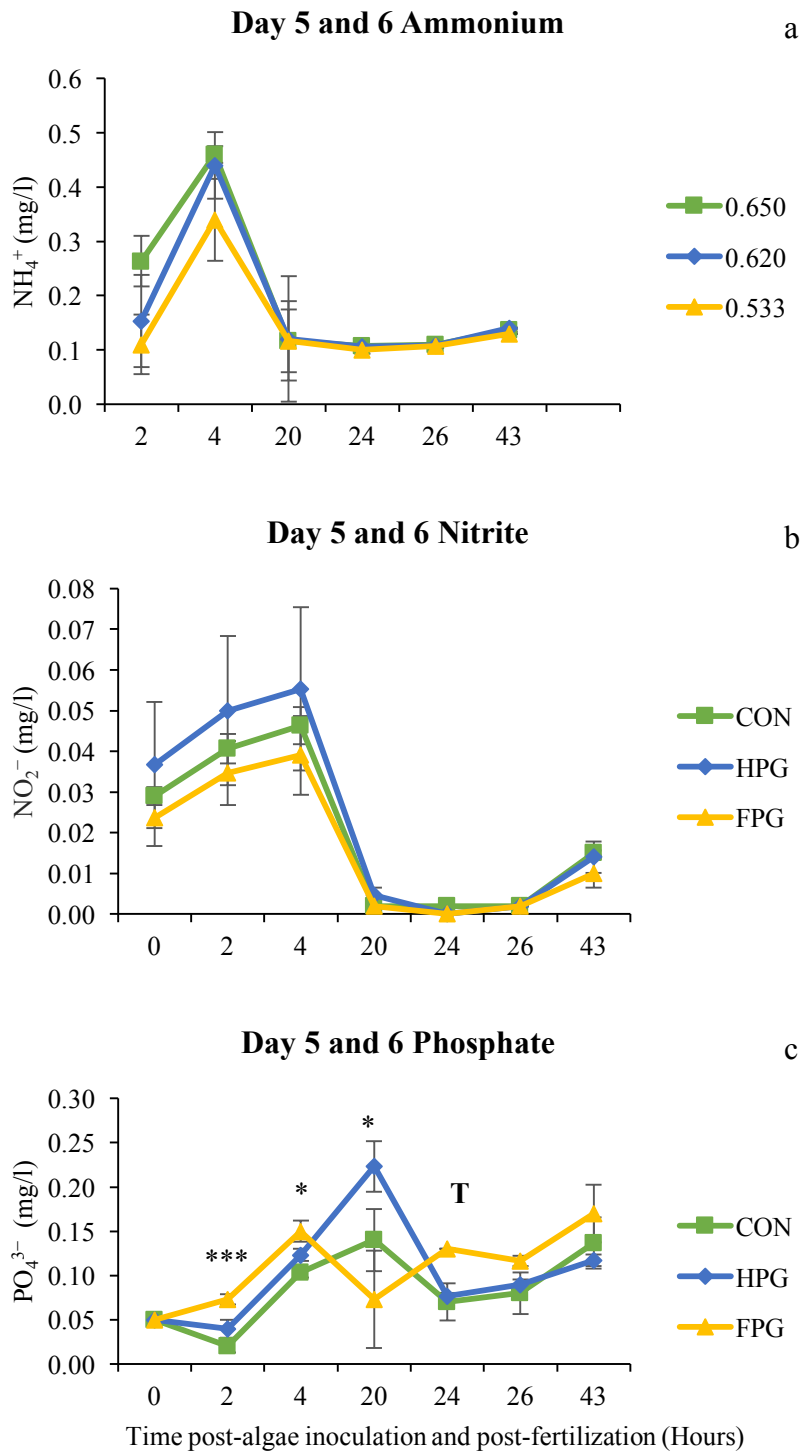 Day 5 and 6 Ammonium
a
0.6
0.5
0.4
0.3
0.2
0.1
0.0
NH₄⁺ (mg/l)
2 4 20 24 26 43
0.650
0.620
0.533
Day 5 and 6 Nitrite
b
0.08
0.07
0.06
0.05
0.04
0.03
0.02
0.01
0.00
NO₂⁻ (mg/l)
0 2 4 20 24 26 43
CON
HPG
FPG
Day 5 and 6 Phosphate
c
0.30
0.25
0.20
0.15
0.10
0.05
0.00
PO₄³⁻ (mg/l)
***
*
*
T
0 2 4 20 24 26 43
CON
HPG
FPG
Time post-algae inoculation and post-fertilization (Hours)